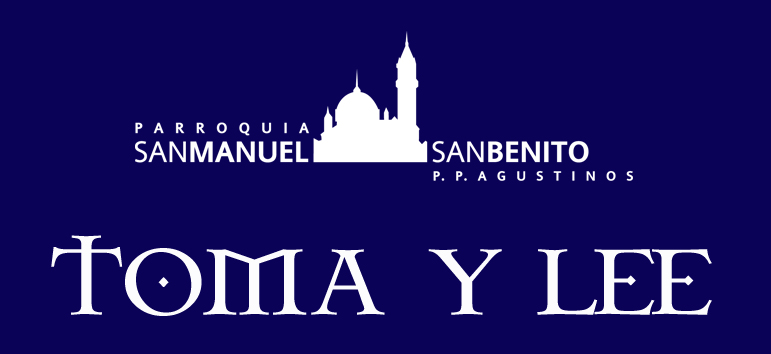 PARROQUIA
SANMANUEL SANBENITO
P. P. AGUSTINOS
TOMA Y LEE